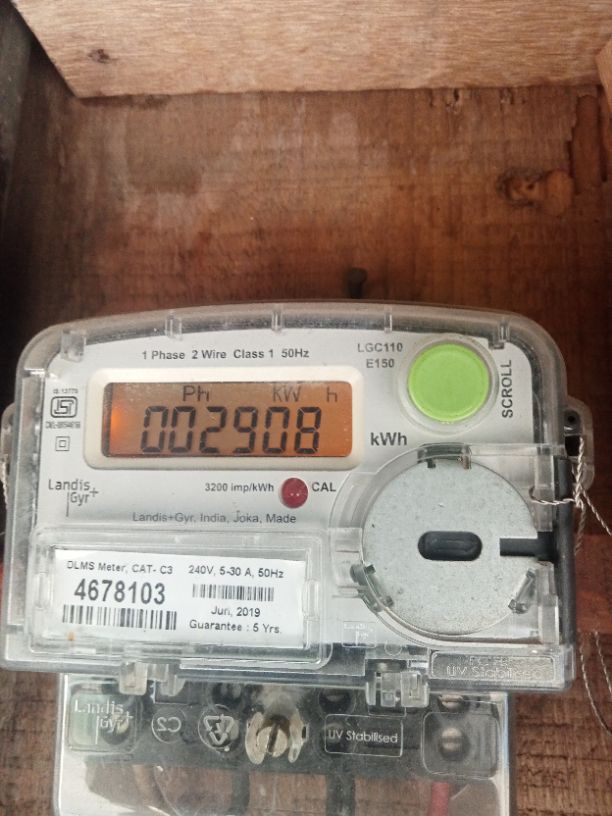 1 Phase 2 Wire Class 1 50Hz
LGC110
E150
SCROLL
IS 13779
Ph kW h
002908
kWh
Landis
Gyr+
3200 imp/kWh
CAL
Landis+Gyr, India, Joka, Made
DLMS Meter, CAT- C3
240V, 5-30 A, 50Hz
4678103
Jun, 2019
Guarantee : 5 Yrs.
UV Stabilised
Landis
Gyr+
UV Stabilised